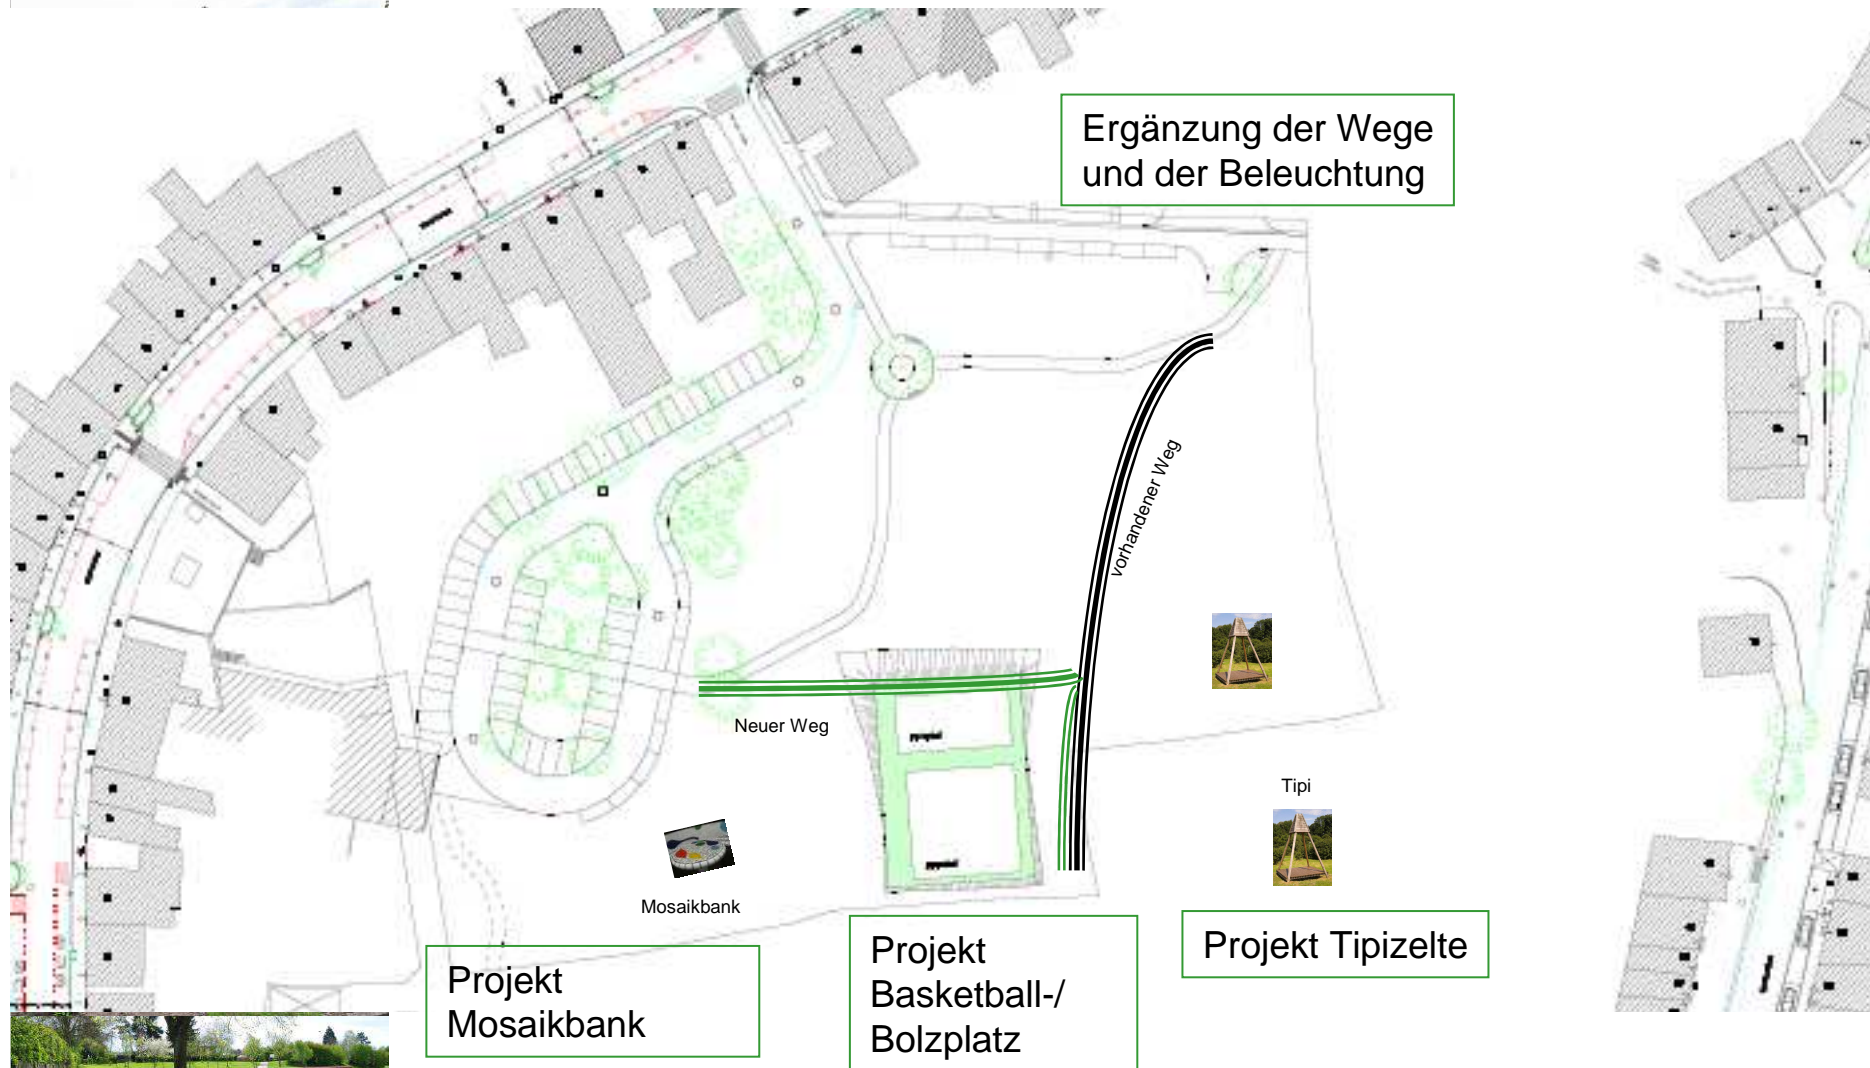 Ergänzung der Wege
und der Beleuchtung
vorhandener Weg
Neuer Weg
Tipi
Mosaikbank
Projekt
Mosaikbank
Projekt
Basketball-/
Bolzplatz
Projekt Tipizelte